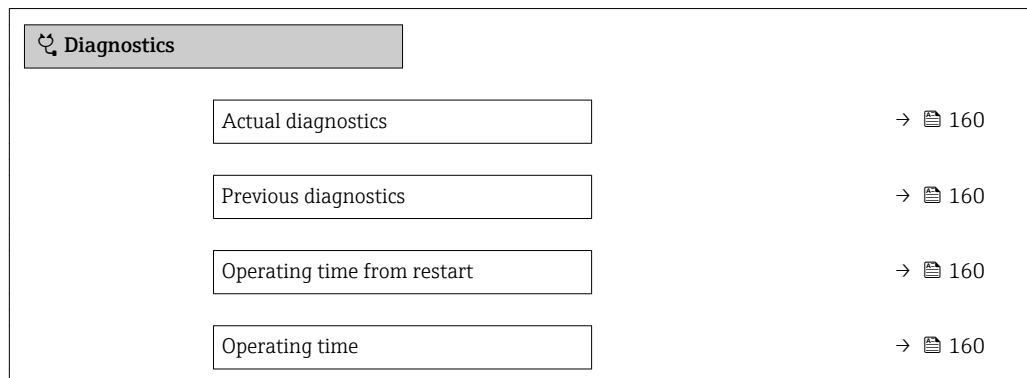 Diagnostics
Actual diagnostics → 160
Previous diagnostics → 160
Operating time from restart → 160
Operating time → 160